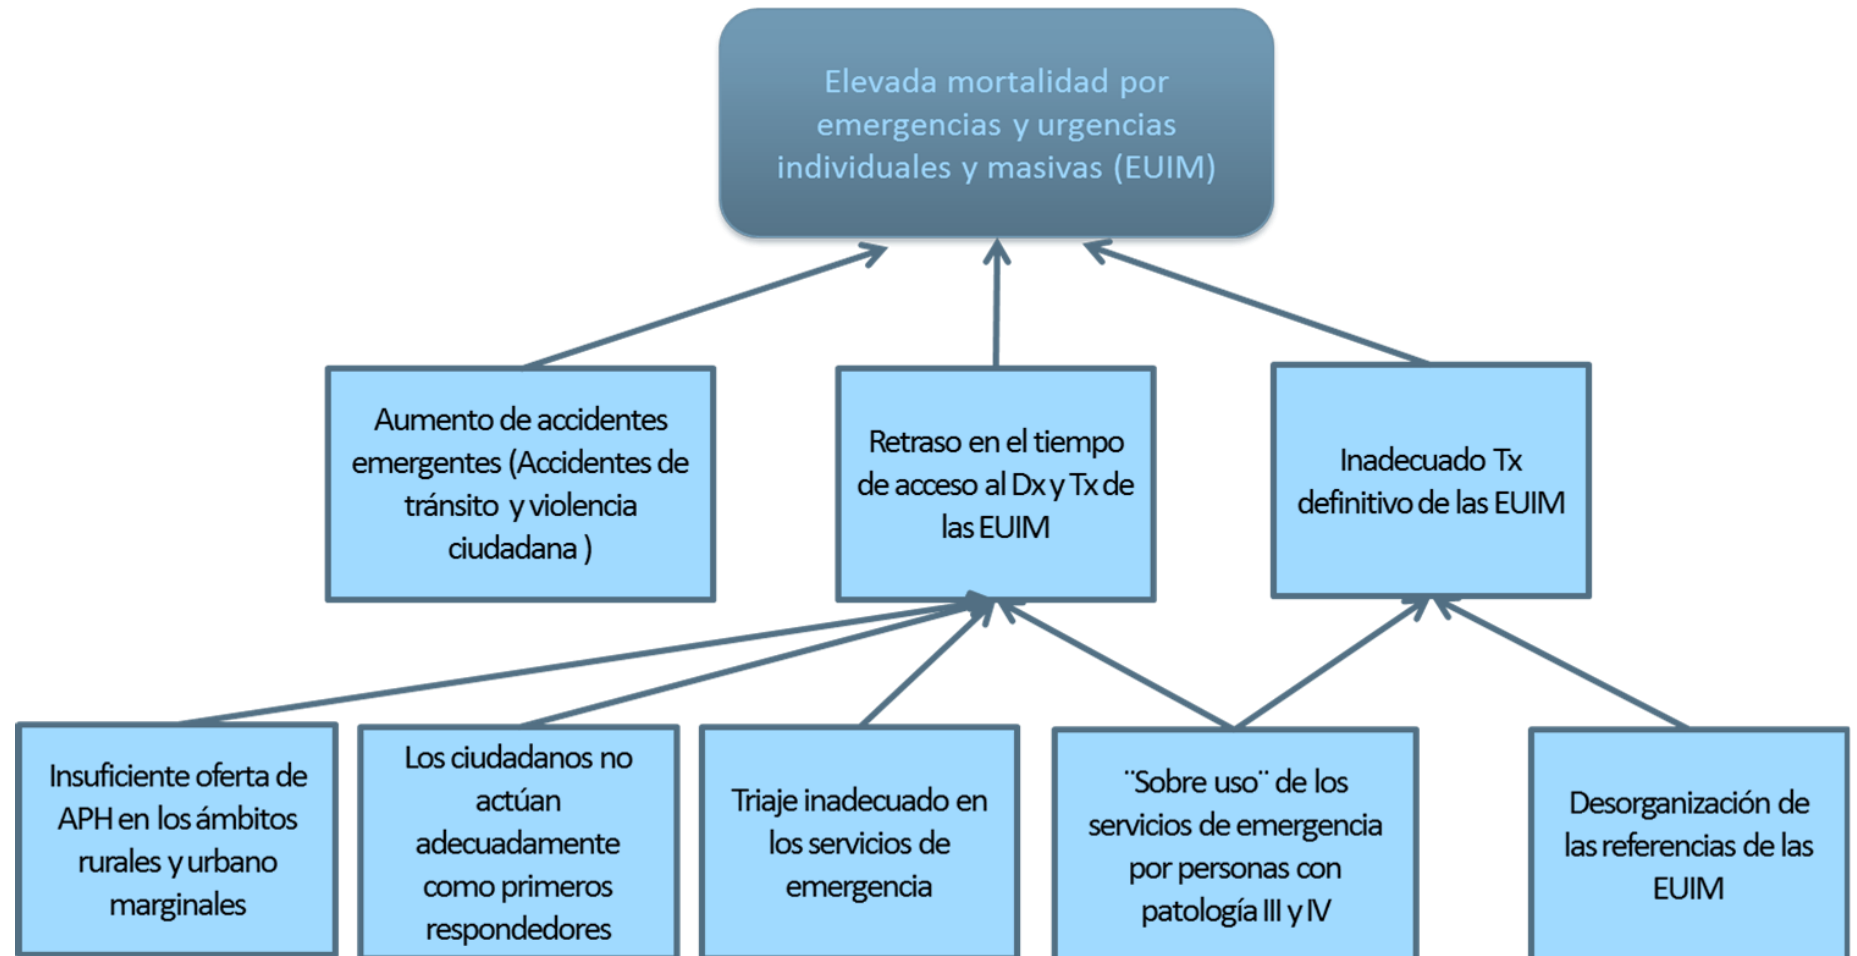 Elevada mortalidad por
emergencias y urgencias
individuales y masivas (EUIM)
Aumento de accidentes
emergentes (Accidentes de
tránsito y violencia
ciudadana )
Retraso en el tiempo
de acceso al Dx y Tx de
las EUIM
Inadecuado Tx
definitivo de las EUIM
Insuficiente oferta de
APH en los ámbitos
rurales y urbano
marginales
Los ciudadanos no
actúan
adecuadamente
como primeros
respondedores
Triaje inadecuado en
los servicios de
emergencia
¨Sobre uso¨ de los
servicios de emergencia
por personas con
patología III y IV
Desorganización de
las referencias de las
EUIM